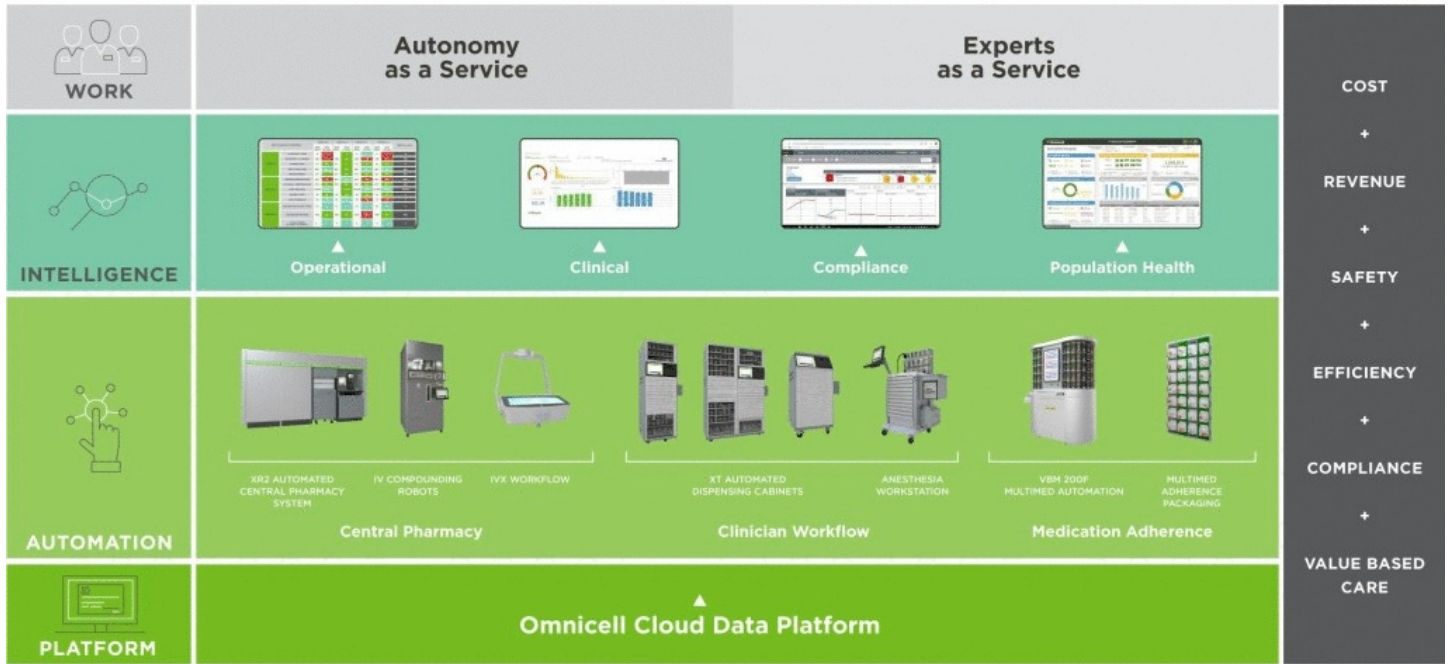 WORK
Autonomy
as a Service
Experts
as a Service
INTELLIGENCE
Operational
Clinical
Compliance
Population Health
AUTOMATION
XR2 AUTOMATED
CENTRAL PHARMACY
SYSTEM
IV COMPOUNDING
ROBOTS
IVX WORKFLOW
Central Pharmacy
XT AUTOMATED
DISPENSING CABINETS
ANESTHESIA
WORKSTATION
Clinician Workflow
VBM 200F
MULTIMED AUTOMATION
MULTIMED
ADHERENCE
PACKAGING
Medication Adherence
PLATFORM
Omnicell Cloud Data Platform
COST
+
REVENUE
+
SAFETY
+
EFFICIENCY
+
COMPLIANCE
+
VALUE BASED
CARE